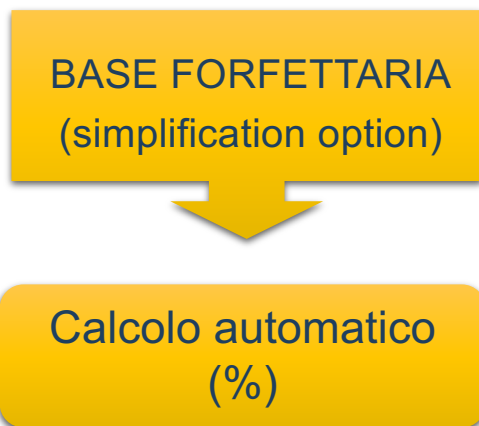 BASE FORFETTARIA
(simplification option)
Calcolo automatico
(%)